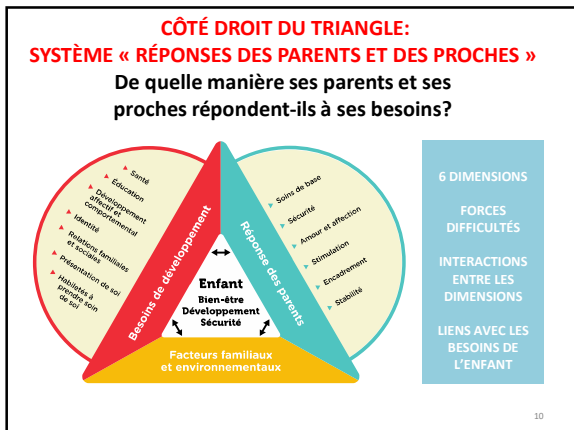 CÔTÉ DROIT DU TRIANGLE:
SYSTÈME « RÉPONSES DES PARENTS ET DES PROCHES »
De quelle manière ses parents et ses
proches répondent-ils à ses besoins?
Santé
Éducation
Développement
affectif et
comportemental
Identité
Relations familiales
et sociales
Présentation de soi
Habiletés à
prendre soin
de soi
Besoins de développement
Réponse des parents
Soins de base
Sécurité
Amour et affection
Stimulation
Encadrement
Stabilité
Enfant
Bien-être
Développement
Sécurité
Facteurs familiaux
et environnementaux
6 DIMENSIONS
FORCES
DIFFICULTÉS
INTERACTIONS
ENTRE LES
DIMENSIONS
LIENS AVEC LES
BESOINS DE
L'ENFANT
10